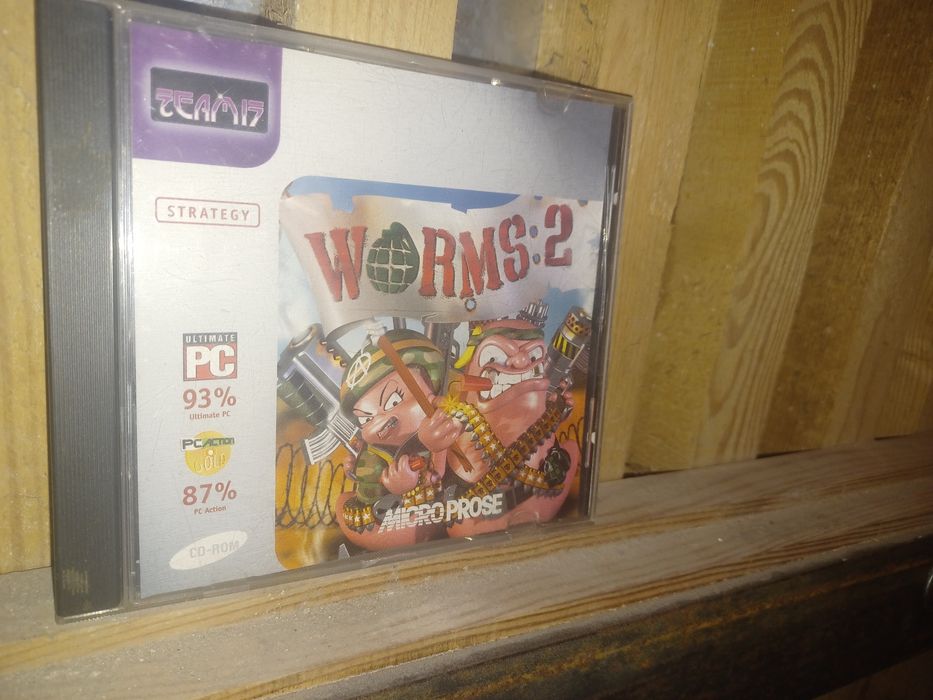 TEAM17
STRATEGY
WORMS:2
ULTIMATE
PC
93%
Ultimate PC
PC ACTION
GOLD
87%
PC Action
CD-ROM
MICROPROSE